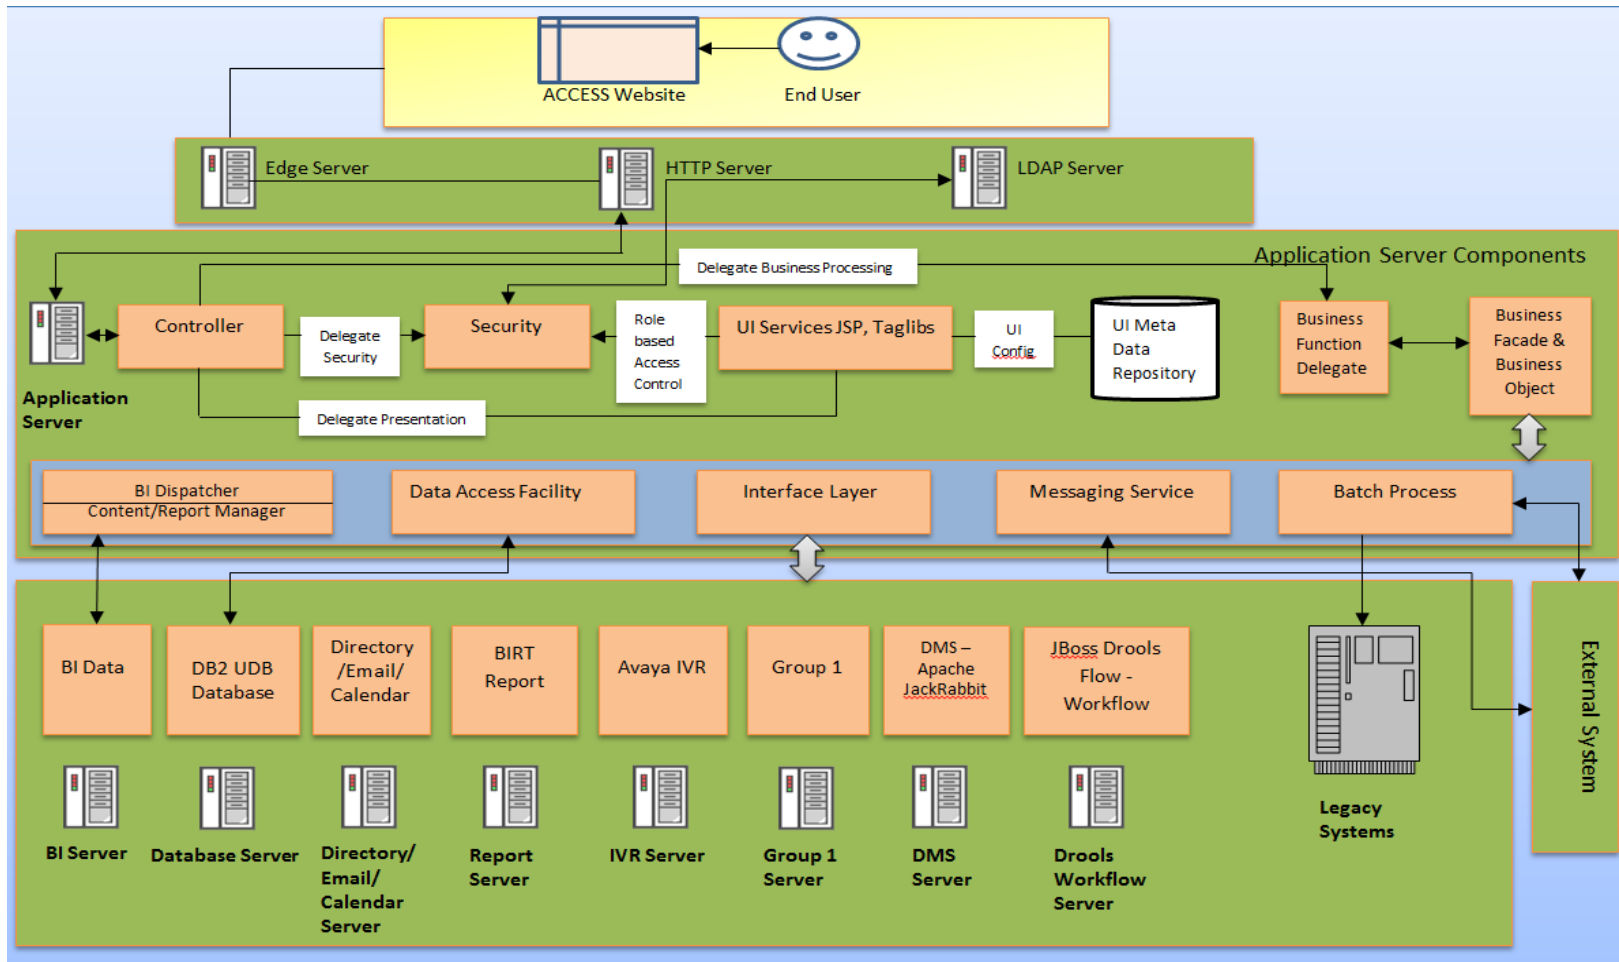 ACCESS Website
End User
Edge Server
HTTP Server
LDAP Server
Application Server Components
Delegate Business Processing
Controller
Delegate
Security
Security
Role
based
Access
Control
UI Services JSP, Taglibs
UI
Config
UI Meta
Data
Repository
Business
Function
Delegate
Business
Facade &
Business
Object
Application
Server
Delegate Presentation
BI Dispatcher
Content/Report Manager
Data Access Facility
Interface Layer
Messaging Service
Batch Process
BI Data
DB2 UDB
Database
Directory
/Email/
Calendar
BIRT
Report
Avaya IVR
Group 1
DMS –
Apache
JackRabbit
JBoss Drools
Flow -
Workflow
External System
BI Server
Database Server
Directory/
Email/
Calendar
Server
Report
Server
IVR Server
Group 1
Server
DMS
Server
Drools
Workflow
Server
Legacy
Systems